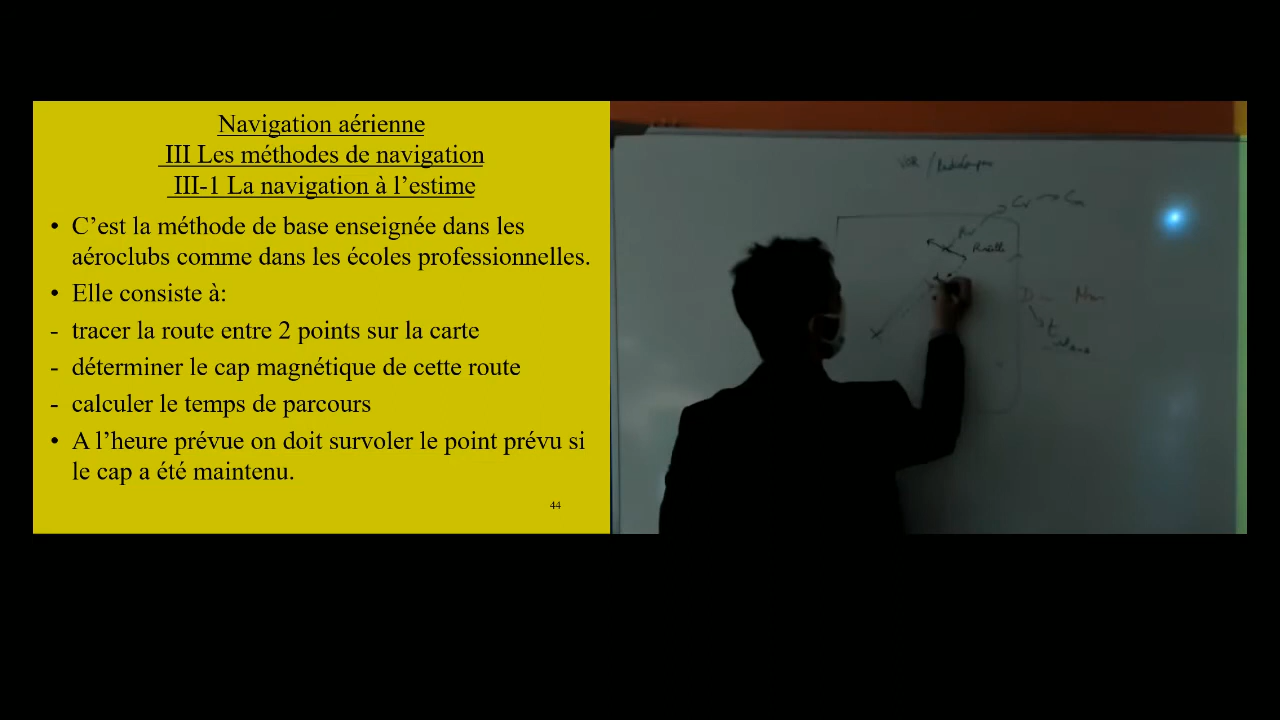 Navigation aérienne
III Les méthodes de navigation
III-1 La navigation à l’estime
• C’est la méthode de base enseignée dans les
aéroclubs comme dans les écoles professionnelles.
• Elle consiste à:
- tracer la route entre 2 points sur la carte
- déterminer le cap magnétique de cette route
- calculer le temps de parcours
• A l’heure prévue on doit survoler le point prévu si
le cap a été maintenu.
44
VOR /